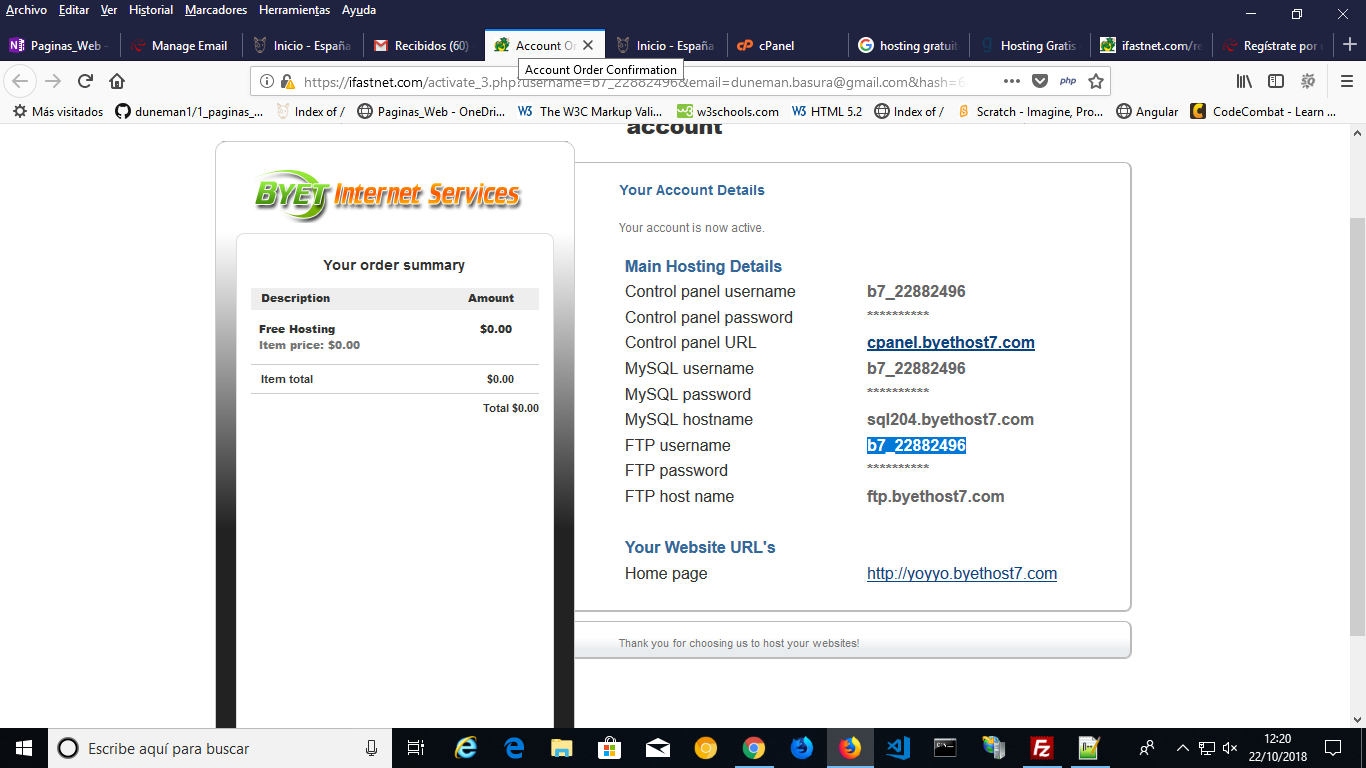 Archivo Editar Ver Historial Marcadores Herramientas Ayuda
Paginas_Web - Manage Email Inicio - España Recibidos (60) Account Or Inicio - España cPanel hosting gratuit Hosting Gratis ifastnet.com/re Regístrate por
Account Order Confirmation
https://ifastnet.com/activate_3.php?username=b7_22882496&email=duneman.basura@gmail.com&hash=6 php
Más visitados duneman1/1_paginas_... Index of / Paginas_Web - OneDri... The W3C Markup Vali... w3schools.com HTML 5.2 Index of / Scratch - Imagine, Pro... Angular CodeCombat - Learn ...
account
BYET Internet Services
Your order summary
Description Amount
Free Hosting $0.00
Item price: $0.00
Item total $0.00
Total $0.00
Your Account Details
Your account is now active.
Main Hosting Details
Control panel username b7_22882496
Control panel password **********
Control panel URL cpanel.byethost7.com
MySQL username b7_22882496
MySQL password **********
MySQL hostname sql204.byethost7.com
FTP username b7_22882496
FTP password **********
FTP host name ftp.byethost7.com
Your Website URL's
Home page http://yoyyo.byethost7.com
Thank you for choosing us to host your websites!
Escribe aquí para buscar
12:20
22/10/2018